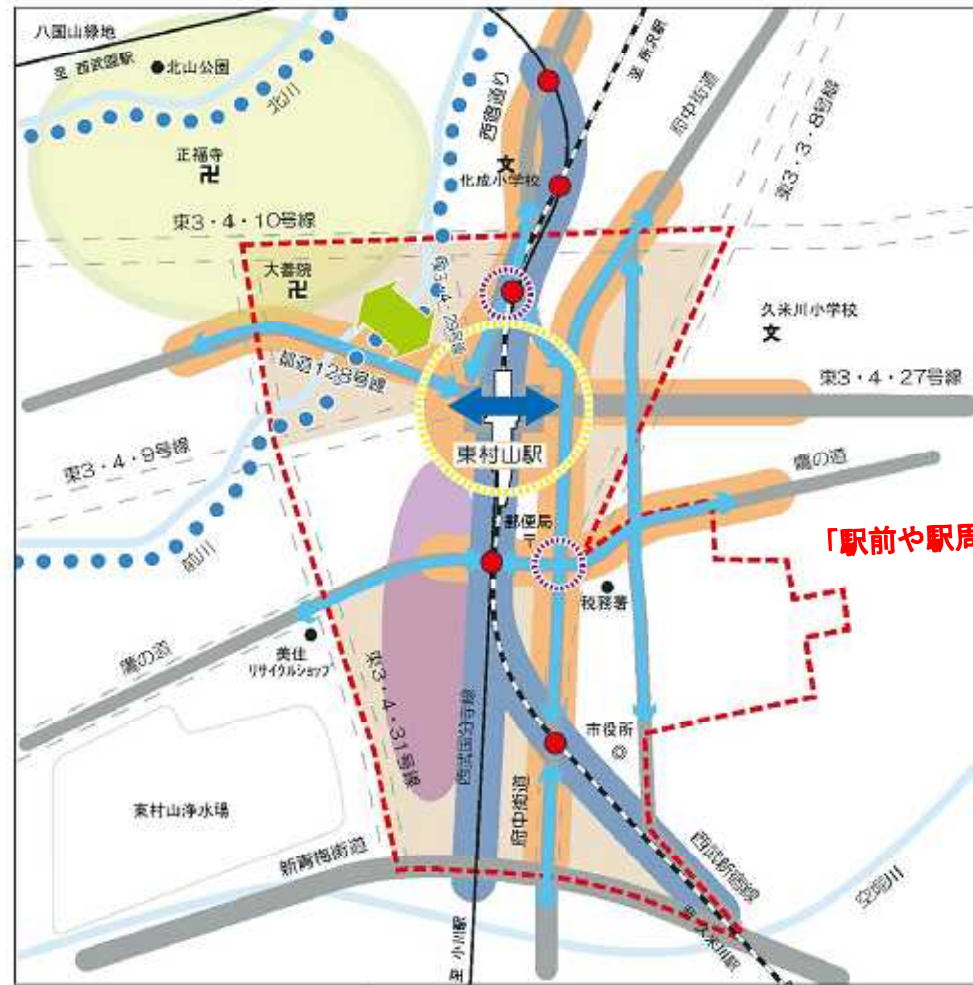 八国山緑地
至 西武園駅
北山公園
北川
西宿通り
至 所沢駅
府中街道
東3・3・8号線
正福寺
文
化成小学校
東3・4・10号線
大善院
東3・4・29号線
久米川小学校
文
都道128号線
東3・4・27号線
東3・4・9号線
東村山駅
鷹の道
郵便局
〒
「駅前や駅周
前川
税務署
鷹の道
美住
リサイクルショップ
東3・4・31号線
西武国分寺線
市役所
東村山浄水場
府中街道
新青梅街道
西武新宿線
空堀川
至 久米川駅
至 小川駅